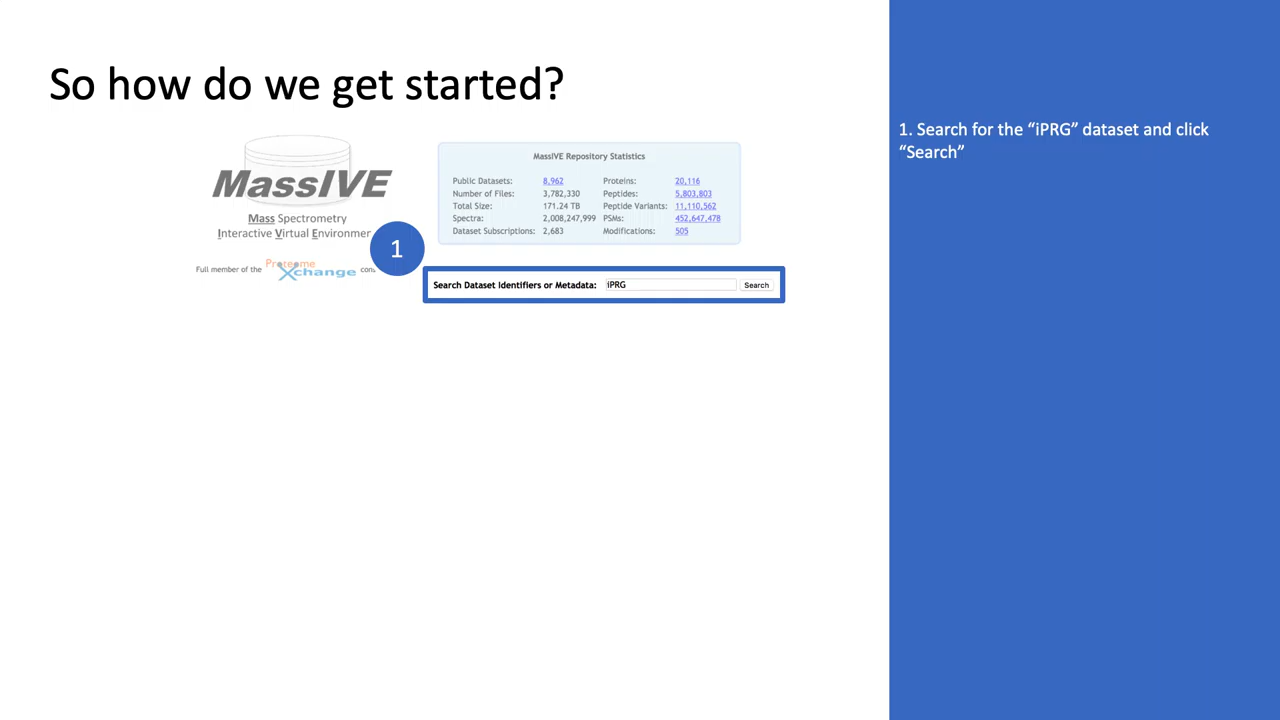 So how do we get started?
MassIVE
Mass Spectrometry
Interactive Virtual Environmen
Full member of the ProteomeXchange cons
1
MassIVE Repository Statistics
Public Datasets: 8,962 Proteins: 20,116
Number of Files: 3,782,330 Peptides: 5,803,803
Total Size: 171.24 TB Peptide Variants: 11,110,562
Spectra: 2,008,247,999 PSMs: 452,647,478
Dataset Subscriptions: 2,683 Modifications: 505
Search Dataset Identifiers or Metadata: iPRG Search
1. Search for the “iPRG” dataset and click
“Search”